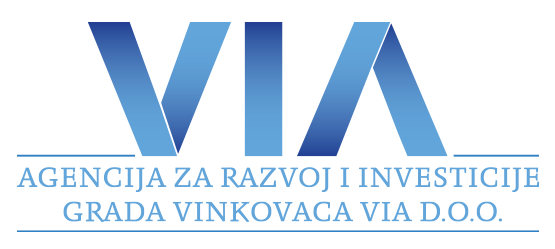 VIA
AGENCIJA ZA RAZVOJ I INVESTICIJE
GRADA VINKOVACA VIA D.O.O.